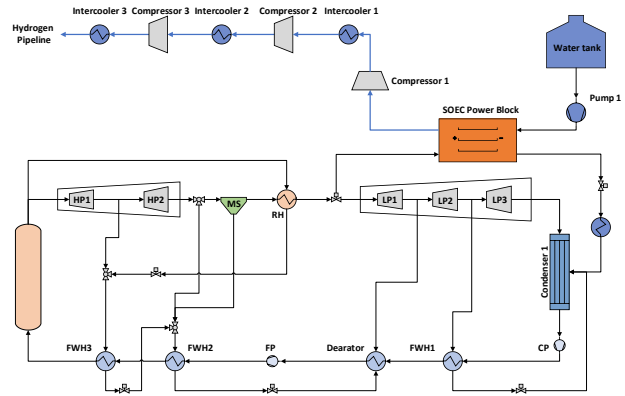 Intercooler 3
Compressor 3
Intercooler 2
Compressor 2
Intercooler 1
Hydrogen
Pipeline
Water tank
Compressor 1
Pump 1
SOEC Power Block
HP1
HP2
MS
RH
LP1
LP2
LP3
Condenser 1
FWH3
FWH2
FP
Dearator
FWH1
CP